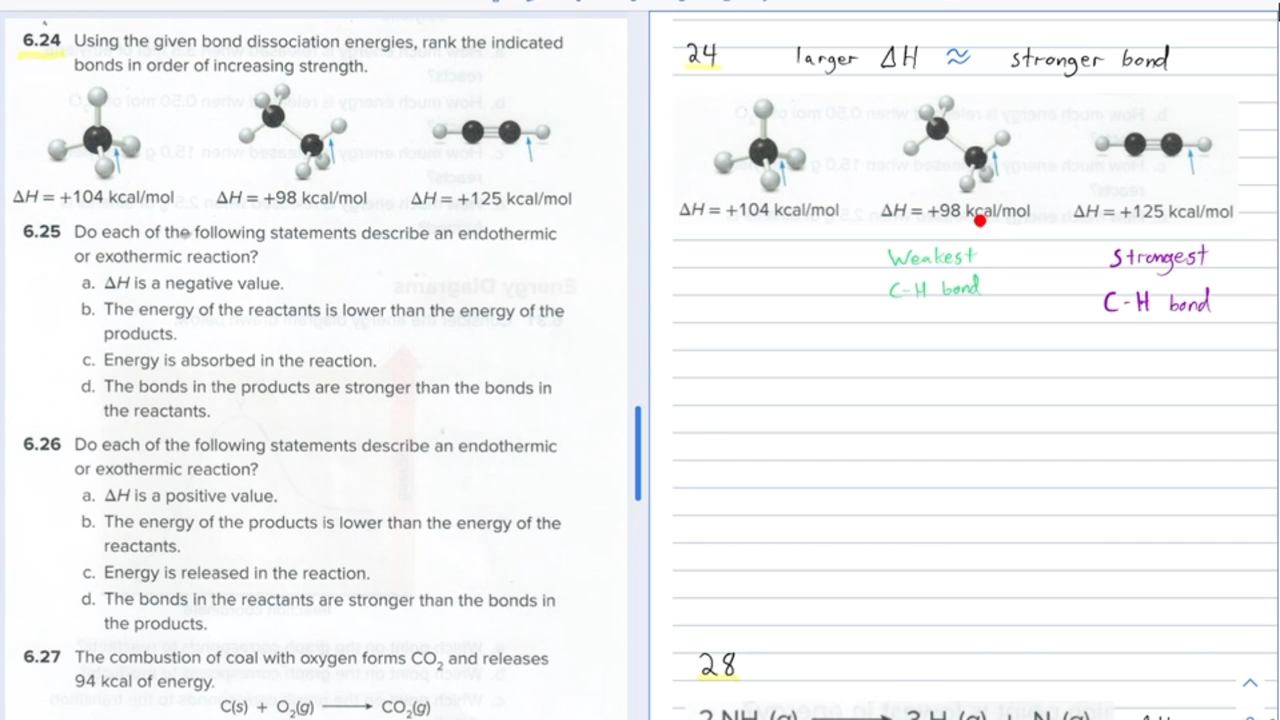 6.24 Using the given bond dissociation energies, rank the indicated
bonds in order of increasing strength.
ΔH = +104 kcal/mol ΔH = +98 kcal/mol ΔH = +125 kcal/mol
6.25 Do each of the following statements describe an endothermic
or exothermic reaction?
a. ΔH is a negative value.
b. The energy of the reactants is lower than the energy of the
products.
c. Energy is absorbed in the reaction.
d. The bonds in the products are stronger than the bonds in
the reactants.
6.26 Do each of the following statements describe an endothermic
or exothermic reaction?
a. ΔH is a positive value.
b. The energy of the products is lower than the energy of the
reactants.
c. Energy is released in the reaction.
d. The bonds in the reactants are stronger than the bonds in
the products.
6.27 The combustion of coal with oxygen forms CO₂ and releases
94 kcal of energy.
C(s) + O₂(g) ⟶ CO₂(g)
24 larger ΔH ≈ stronger bond
ΔH = +104 kcal/mol ΔH = +98 kcal/mol ΔH = +125 kcal/mol
Weakest Strongest
C-H bond C-H bond
28